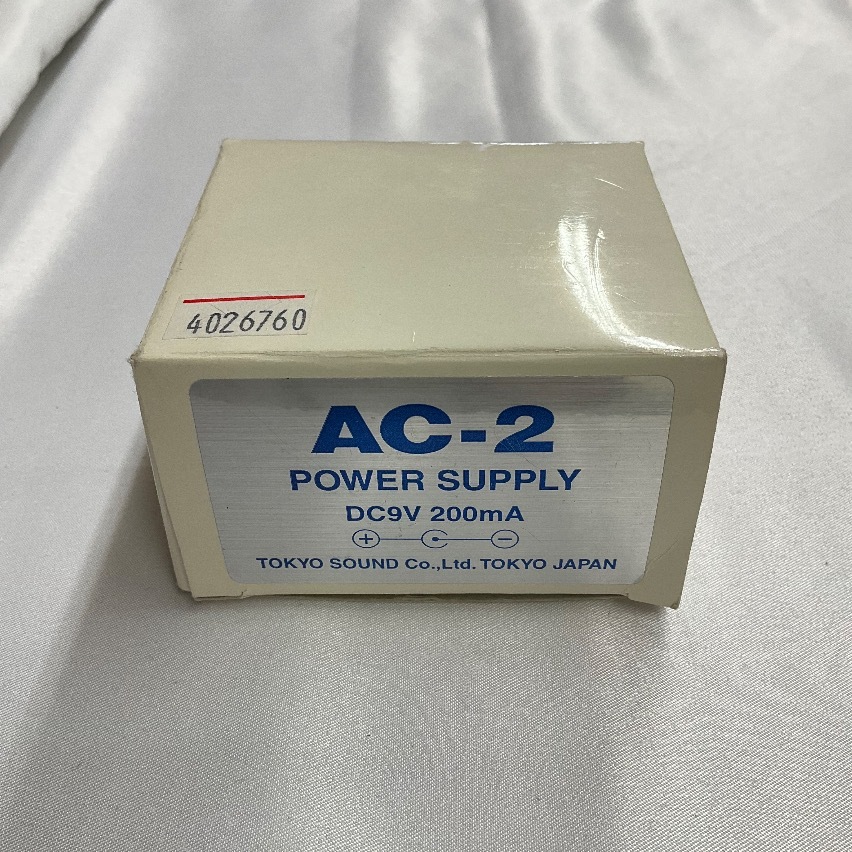 4026760
AC-2
POWER SUPPLY
DC9V 200mA
+ −
TOKYO SOUND Co.,Ltd. TOKYO JAPAN